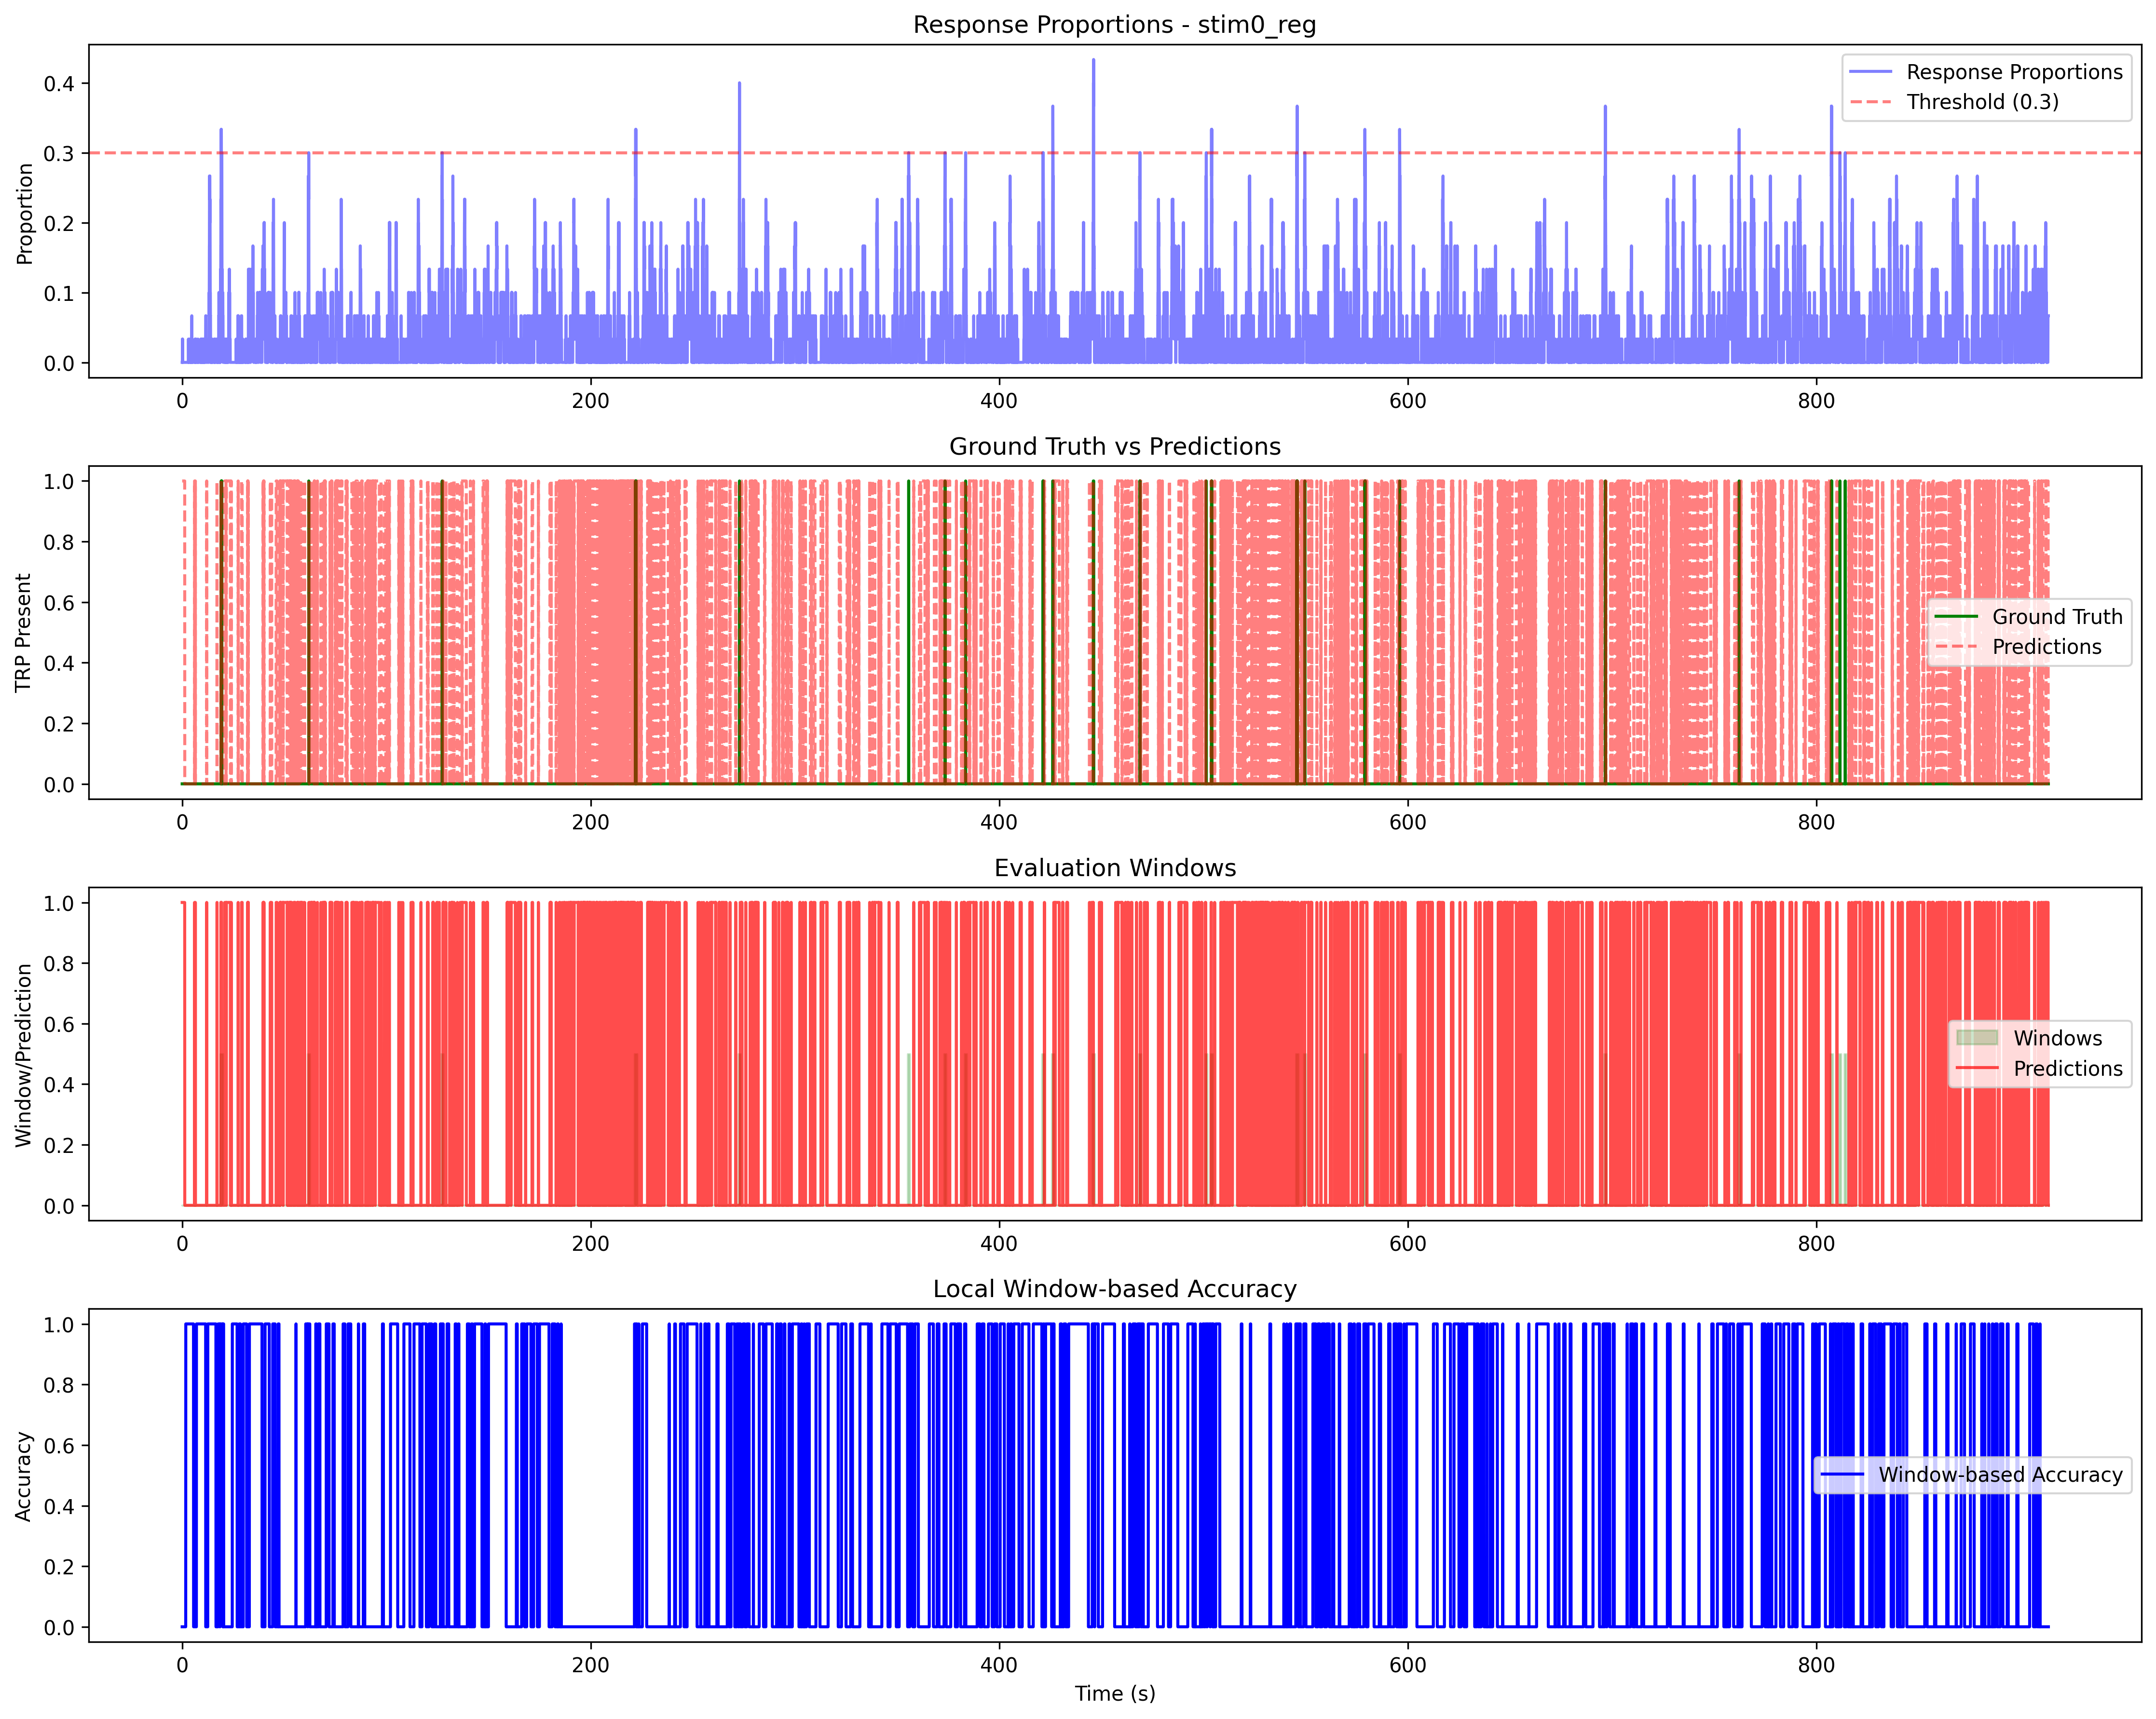 Response Proportions - stim0_reg
Proportion
0.4
0.3
0.2
0.1
0.0
Response Proportions
Threshold (0.3)
0 200 400 600 800
Ground Truth vs Predictions
TRP Present
1.0
0.8
0.6
0.4
0.2
0.0
Ground Truth
Predictions
0 200 400 600 800
Evaluation Windows
Window/Prediction
1.0
0.8
0.6
0.4
0.2
0.0
Windows
Predictions
0 200 400 600 800
Local Window-based Accuracy
Accuracy
1.0
0.8
0.6
0.4
0.2
0.0
Window-based Accuracy
0 200 400 600 800
Time (s)